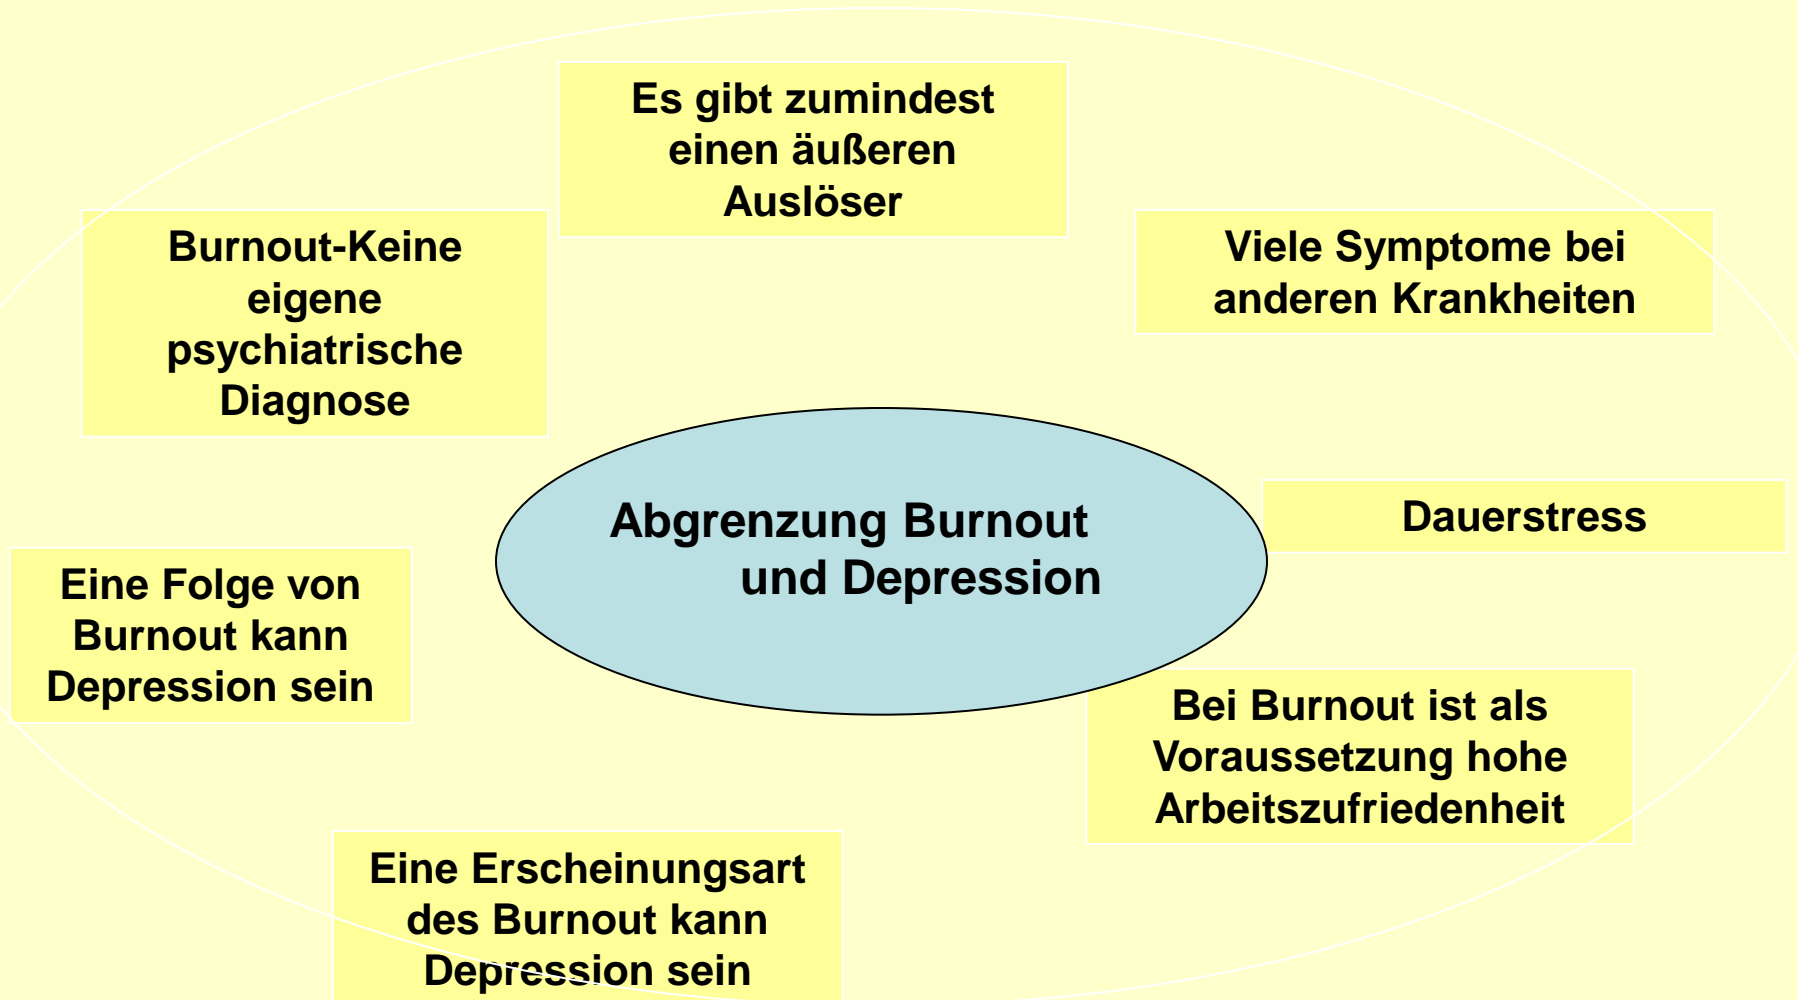 Es gibt zumindest
einen äußeren
Auslöser
Burnout-Keine
eigene
psychiatrische
Diagnose
Viele Symptome bei
anderen Krankheiten
Abgrenzung Burnout
und Depression
Dauerstress
Eine Folge von
Burnout kann
Depression sein
Bei Burnout ist als
Voraussetzung hohe
Arbeitszufriedenheit
Eine Erscheinungsart
des Burnout kann
Depression sein